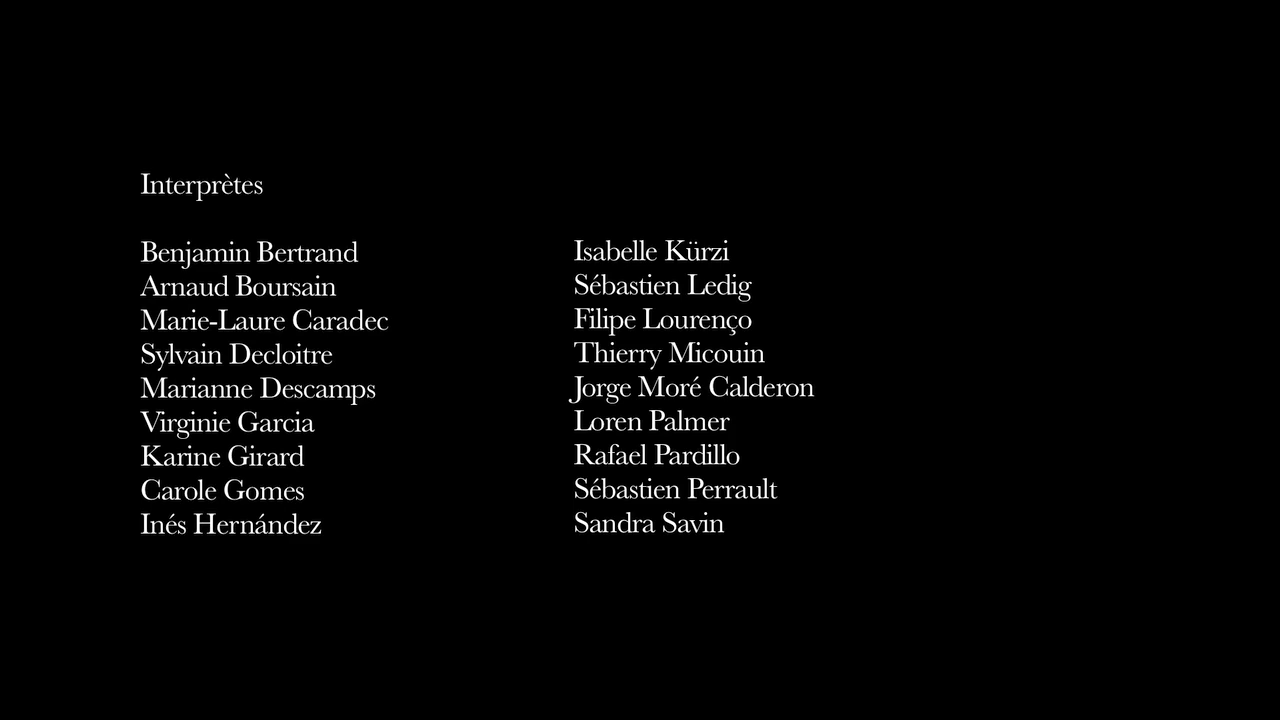 Interprètes
Benjamin Bertrand
Arnaud Boursain
Marie-Laure Caradec
Sylvain Decloitre
Marianne Descamps
Virginie Garcia
Karine Girard
Carole Gomes
Inés Hernández
Isabelle Kürzi
Sébastien Ledig
Filipe Lourenço
Thierry Micouin
Jorge Moré Calderon
Loren Palmer
Rafael Pardillo
Sébastien Perrault
Sandra Savin